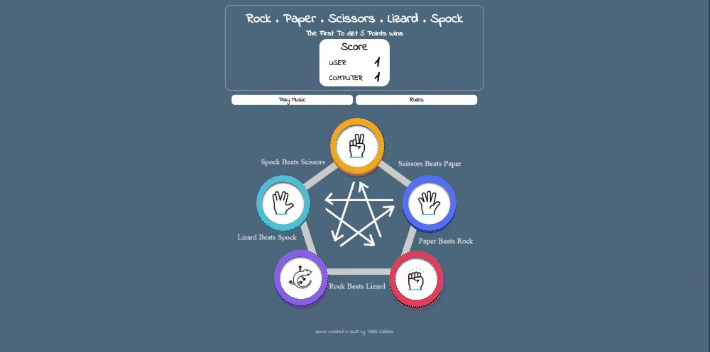 Rock . Paper . Scissors . Lizard . Spock
The First To Get 5 Points Wins
Score
USER 1
COMPUTER 1
Play Music Rules
Spock Beats Scissors Scissors Beats Paper
Lizard Beats Spock Paper Beats Rock
Rock Beats Lizard